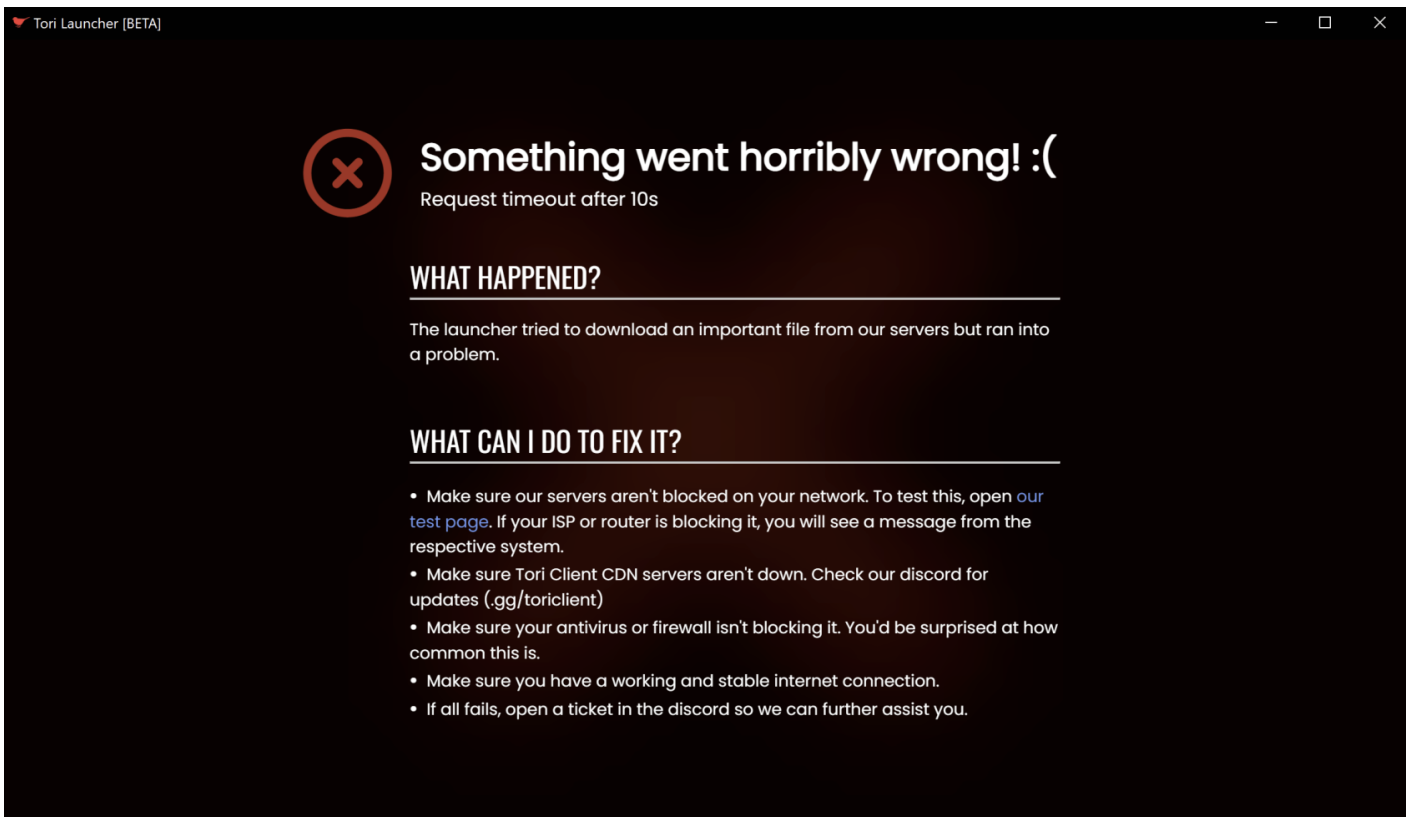 Tori Launcher [BETA]
Something went horribly wrong! :(
Request timeout after 10s
WHAT HAPPENED?
The launcher tried to download an important file from our servers but ran into
a problem.
WHAT CAN I DO TO FIX IT?
• Make sure our servers aren't blocked on your network. To test this, open our
test page. If your ISP or router is blocking it, you will see a message from the
respective system.
• Make sure Tori Client CDN servers aren't down. Check our discord for
updates (.gg/toriclient)
• Make sure your antivirus or firewall isn't blocking it. You'd be surprised at how
common this is.
• Make sure you have a working and stable internet connection.
• If all fails, open a ticket in the discord so we can further assist you.